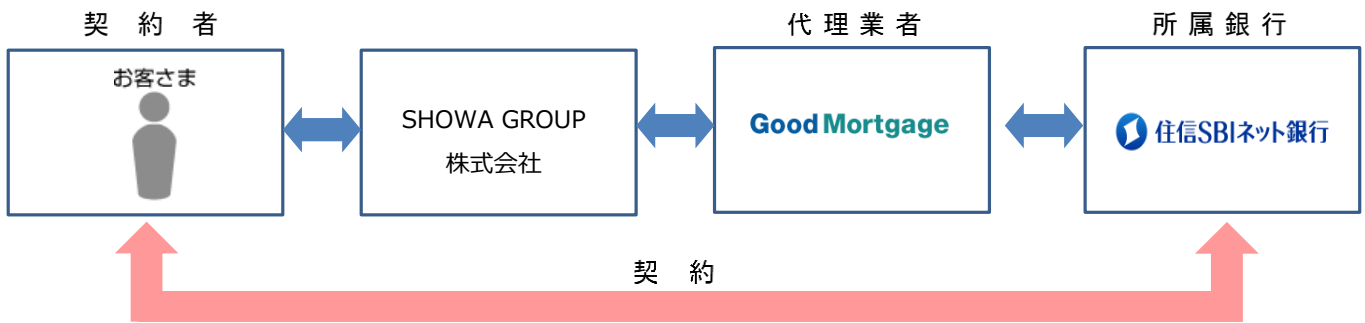 契約者
代理業者
所属銀行
お客さま
SHOWA GROUP
株式会社
Good Mortgage
住信SBIネット銀行
契約